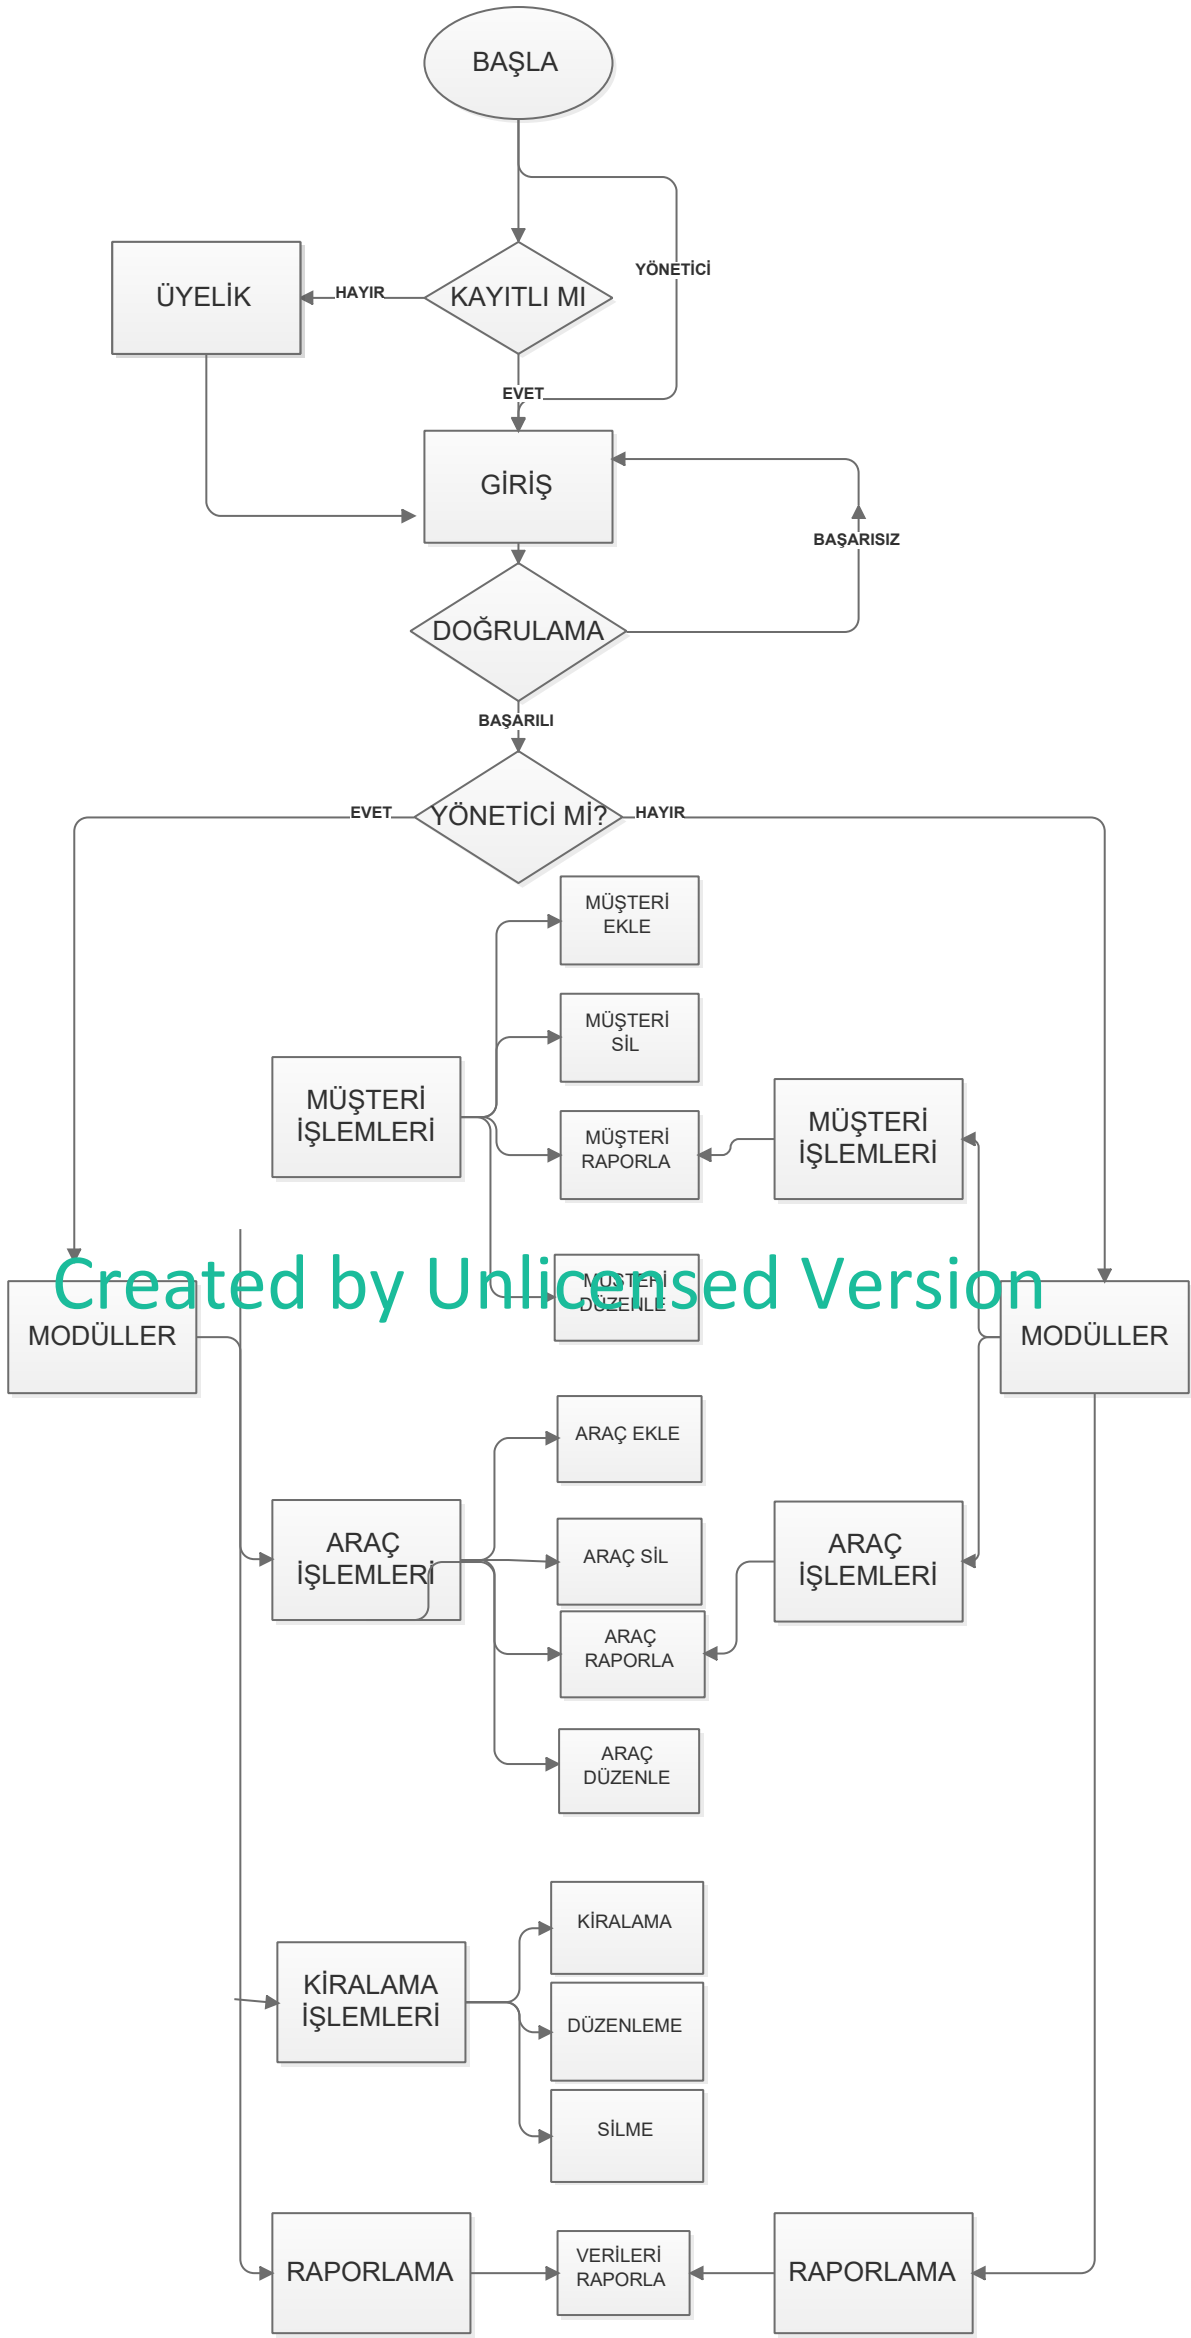 BAŞLA
YÖNETİCİ
ÜYELİK
HAYIR
KAYITLI MI
EVET
GİRİŞ
BAŞARISIZ
DOĞRULAMA
BAŞARILI
EVET
YÖNETİCİ Mİ?
HAYIR
MÜŞTERİ
EKLE
MÜŞTERİ
SİL
MÜŞTERİ
İŞLEMLERİ
MÜŞTERİ
RAPORLA
MÜŞTERİ
İŞLEMLERİ
MÜŞTERİ
DÜZENLE
Created by Unlicensed Version
MODÜLLER
MODÜLLER
ARAÇ EKLE
ARAÇ
İŞLEMLERİ
ARAÇ SİL
ARAÇ
İŞLEMLERİ
ARAÇ
RAPORLA
ARAÇ
DÜZENLE
KİRALAMA
KİRALAMA
İŞLEMLERİ
DÜZENLEME
SİLME
RAPORLAMA
VERİLERİ
RAPORLA
RAPORLAMA